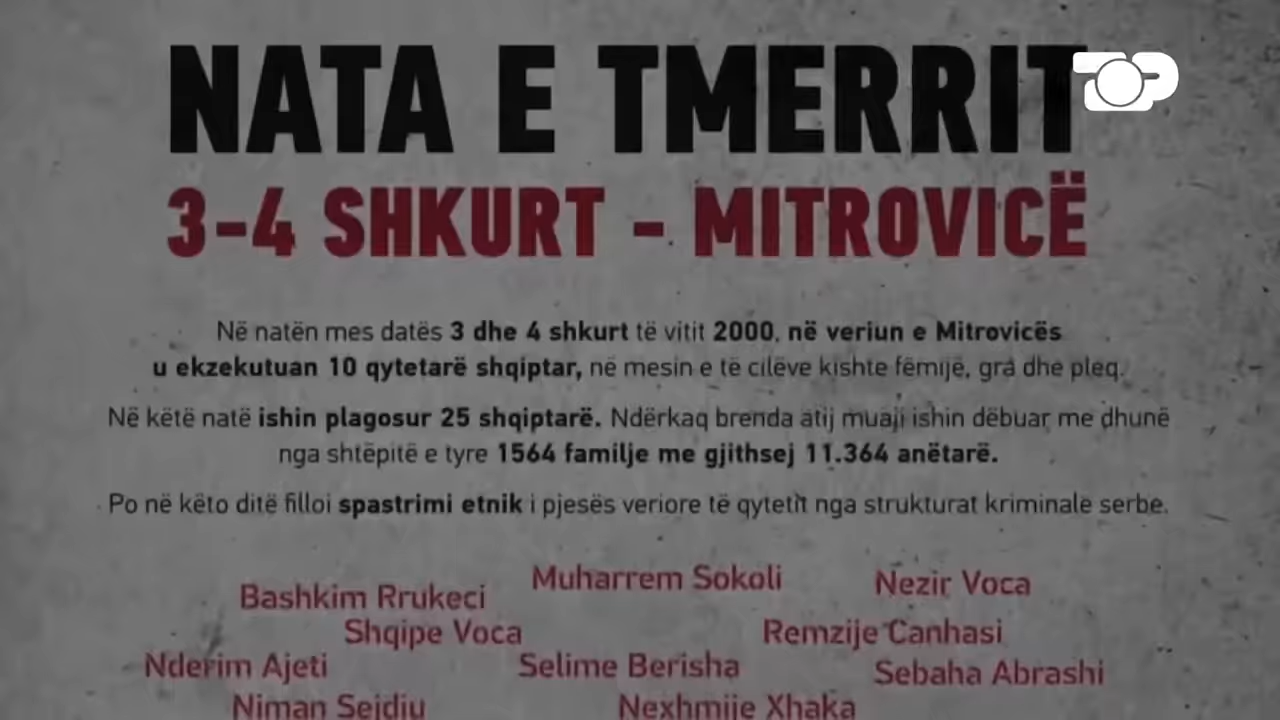 NATA E TMERRIT
TOP
3-4 SHKURT - MITROVICË
Në natën mes datës 3 dhe 4 shkurt të vitit 2000, në veriun e Mitrovicës
u ekzekutuan 10 qytetarë shqiptar, në mesin e të cilëve kishte fëmijë, gra dhe pleq.
Në këtë natë ishin plagosur 25 shqiptarë. Ndërkaq brenda atij muaji ishin dëbuar me dhunë
nga shtëpitë e tyre 1564 familje me gjithsej 11.364 anëtarë.
Po në këto ditë filloi spastrimi etnik i pjesës veriore të qytetit nga strukturat kriminale serbe.
Bashkim Rrukeci Muharrem Sokoli Nezir Voca
Shqipe Voca Remzije Canhasi
Nderim Ajeti Selime Berisha Sebaha Abrashi
Niman Sejdiu Nexhmije Xhaka